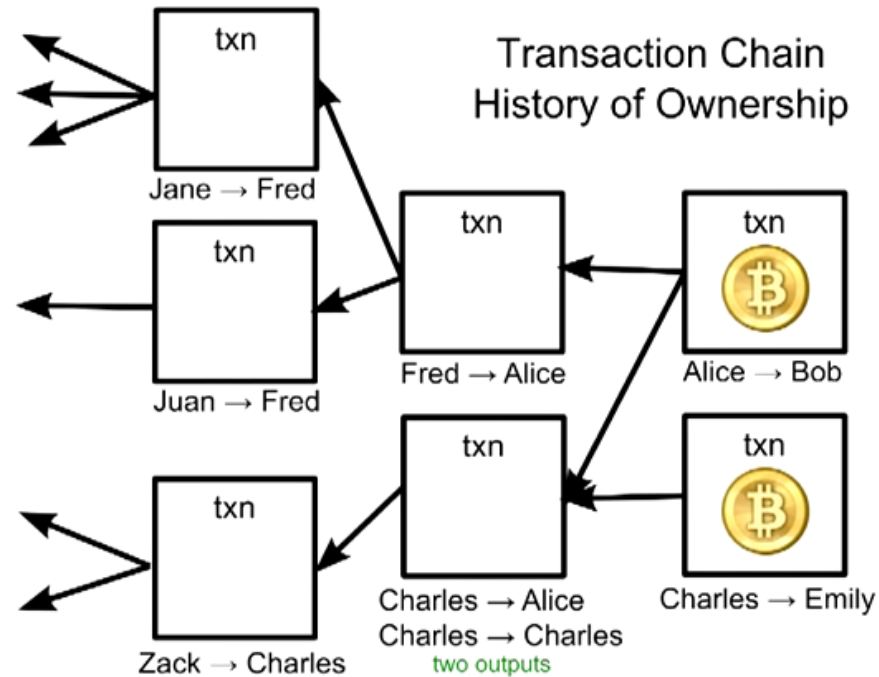 Transaction Chain
History of Ownership
txn
Jane → Fred
txn
Juan → Fred
txn
Zack → Charles
txn
Fred → Alice
txn
Charles → Alice
Charles → Charles
two outputs
txn
Alice → Bob
txn
Charles → Emily